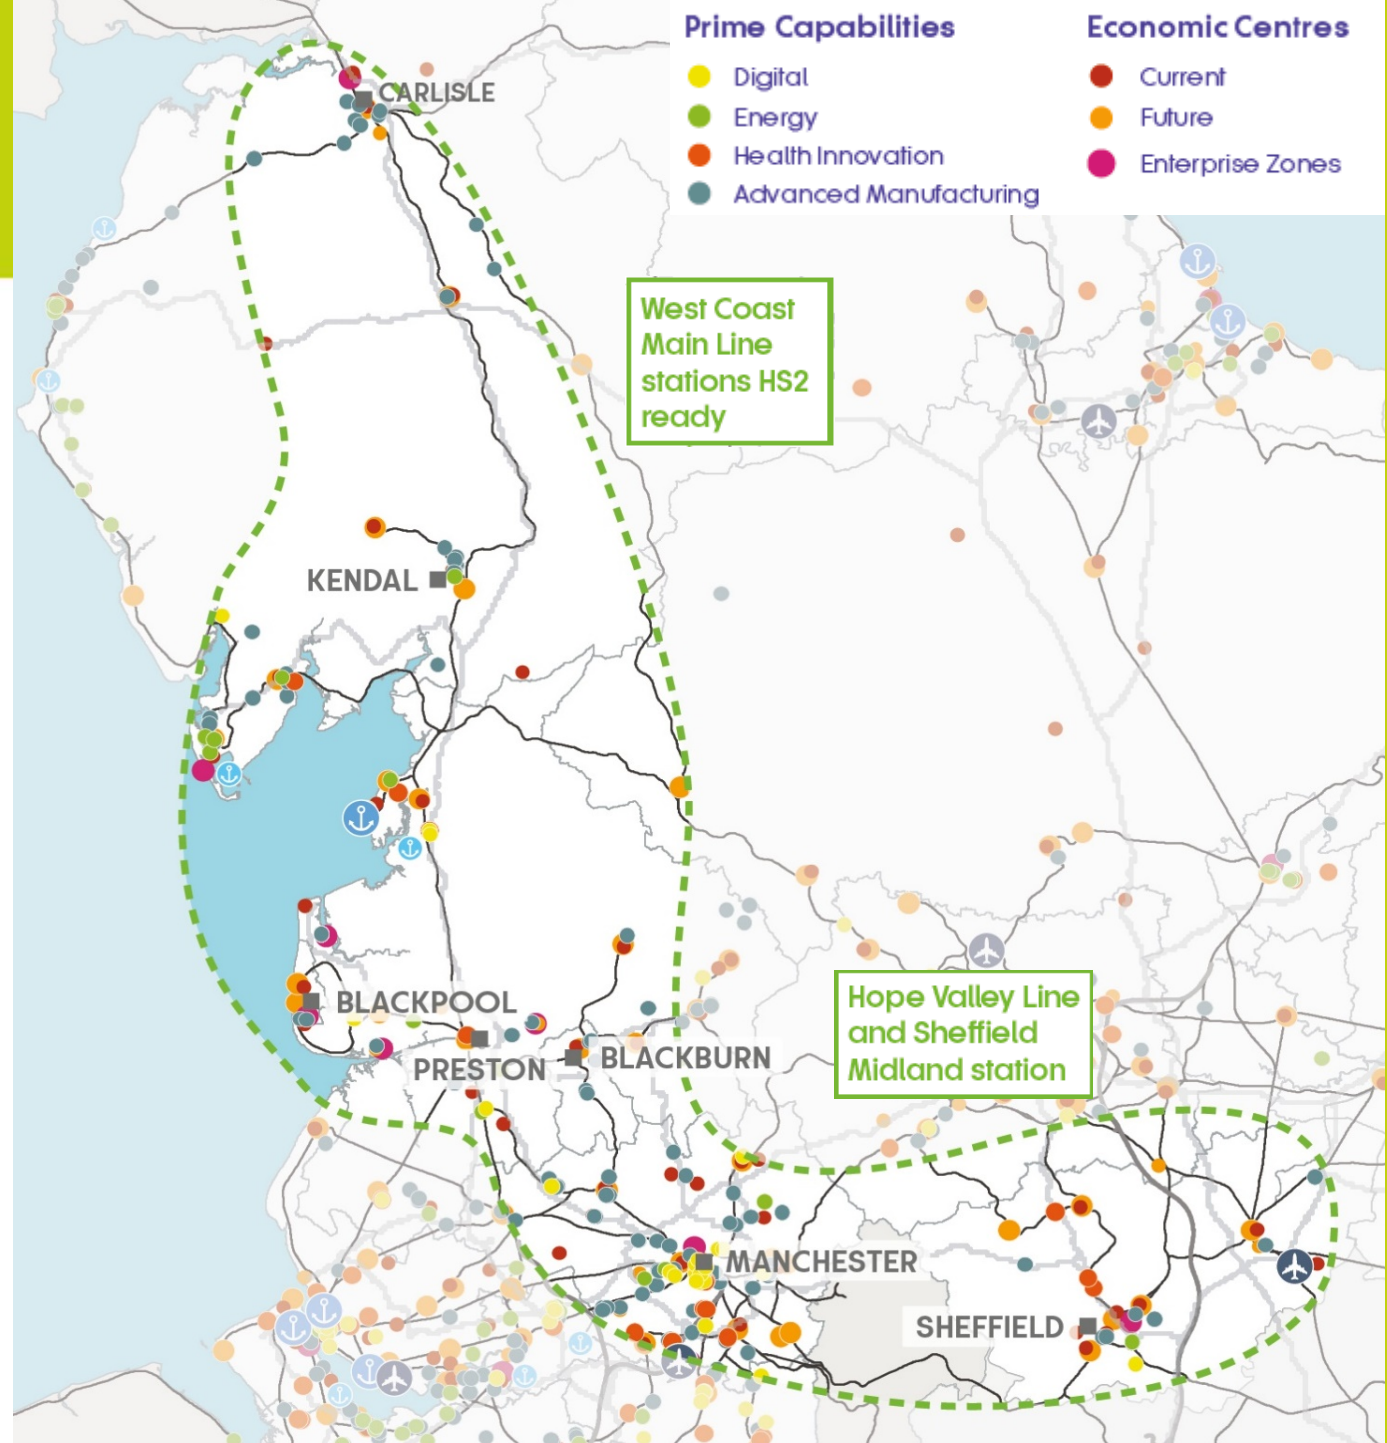 Prime Capabilities
Digital
Energy
Health Innovation
Advanced Manufacturing
Economic Centres
Current
Future
Enterprise Zones
CARLISLE
West Coast
Main Line
stations HS2
ready
KENDAL
BLACKPOOL
PRESTON
BLACKBURN
Hope Valley Line
and Sheffield
Midland station
MANCHESTER
SHEFFIELD